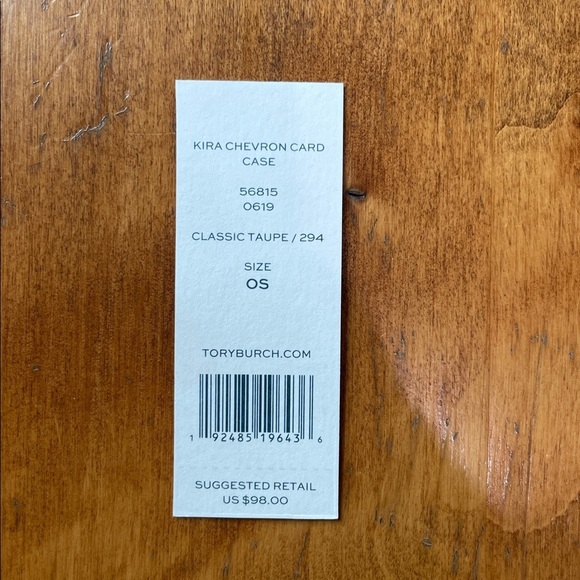 KIRA CHEVRON CARD
CASE
56815
0619
CLASSIC TAUPE / 294
SIZE
OS
TORYBURCH.COM
1 92485 19643 6
SUGGESTED RETAIL
US $98.00